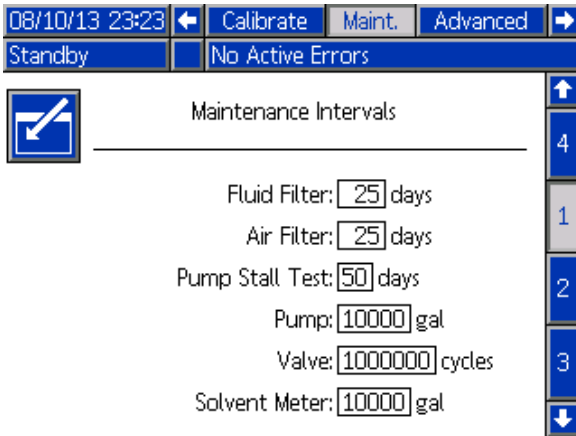 08/10/13 23:23 Calibrate Maint. Advanced
Standby No Active Errors
Maintenance Intervals
4
Fluid Filter: 25 days
1
Air Filter: 25 days
Pump Stall Test: 50 days
2
Pump: 10000 gal
Valve: 1000000 cycles
3
Solvent Meter: 10000 gal